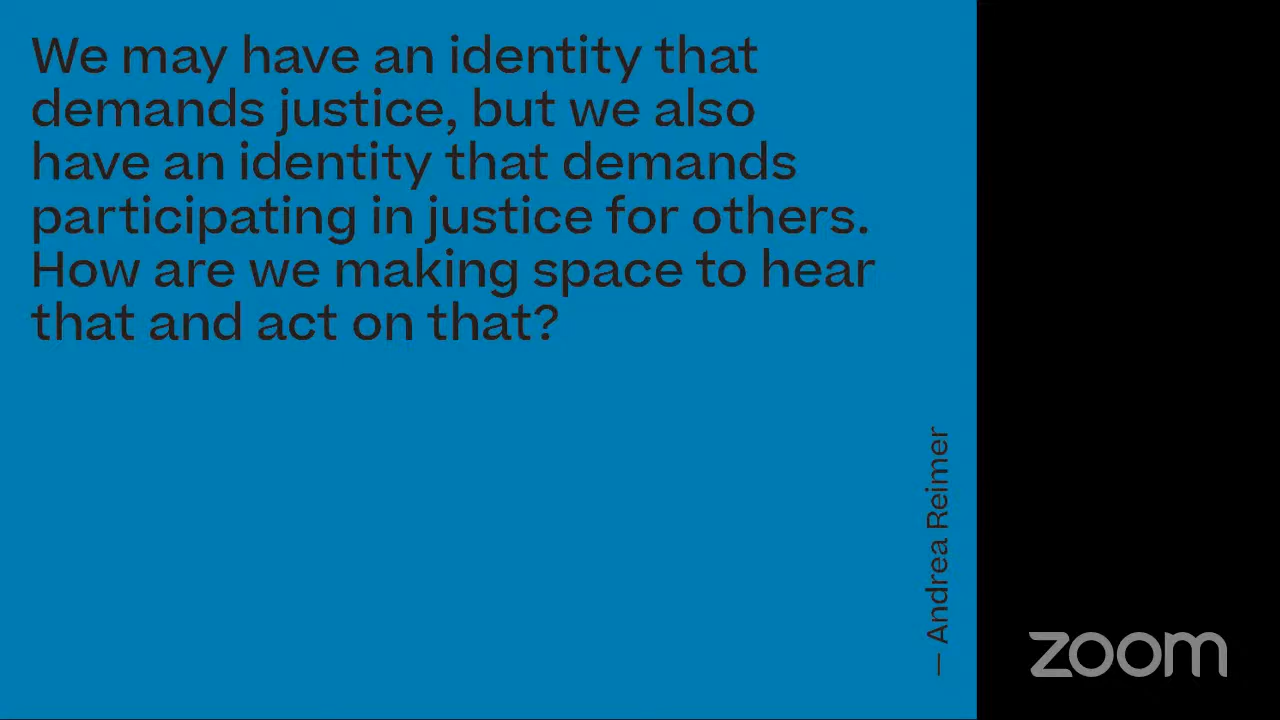 We may have an identity that
demands justice, but we also
have an identity that demands
participating in justice for others.
How are we making space to hear
that and act on that?
— Andrea Reimer
zoom